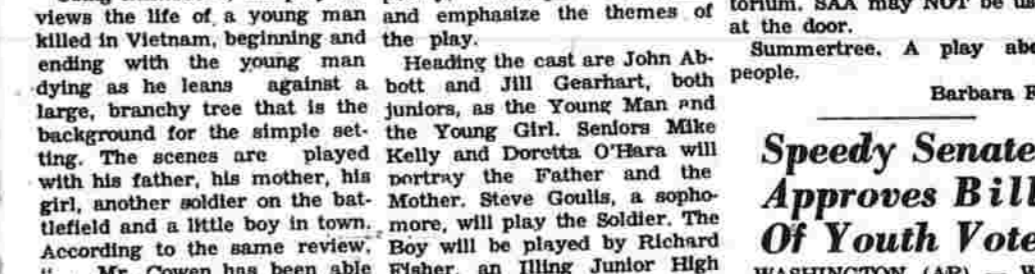 views the life of a young man
killed in Vietnam, beginning and
ending with the young man
dying as he leans against a
large, branchy tree that is the
background for the simple set-
ting. The scenes are played
with his father, his mother, his
girl, another soldier on the bat-
tlefield and a little boy in town.
According to the same review,
Mr. Cowen has been able
and emphasize the themes of
the play.
Heading the cast are John Ab-
bott and Jill Gearhart, both
juniors, as the Young Man and
the Young Girl. Seniors Mike
Kelly and Doretta O'Hara will
portray the Father and the
Mother. Steve Goulis, a sopho-
more, will play the Soldier. The
Boy will be played by Richard
Fisher, an Illing Junior High
torium. SAA may NOT be
at the door.
Summertree. A play
people.
Barbara
Speedy Senate
Approves Bill
Of Youth Vote
WASHINGTON (AP) —